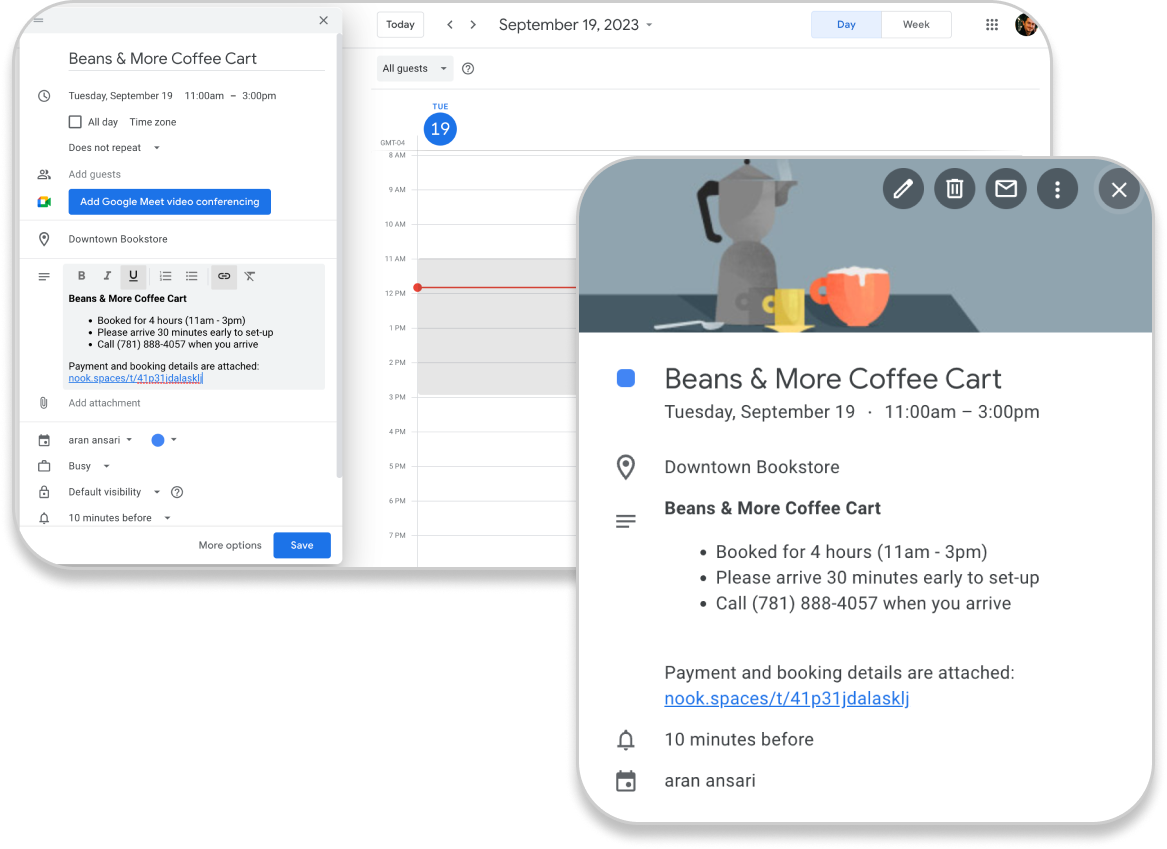 Beans & More Coffee Cart
Tuesday, September 19 11:00am – 3:00pm
All day Time zone
Does not repeat
Add guests
Add Google Meet video conferencing
Downtown Bookstore
B I U
Beans & More Coffee Cart
• Booked for 4 hours (11am - 3pm)
• Please arrive 30 minutes early to set-up
• Call (781) 888-4057 when you arrive
Payment and booking details are attached:
nook.spaces/t/41p31jdalasklj
Add attachment
aran ansari
Busy
Default visibility
10 minutes before
More options Save
Today September 19, 2023 Day Week
All guests
TUE
19
GMT-04
8 AM
9 AM
10 AM
11 AM
12 PM
1 PM
2 PM
3 PM
4 PM
5 PM
6 PM
7 PM
Beans & More Coffee Cart
Tuesday, September 19 · 11:00am – 3:00pm
Downtown Bookstore
Beans & More Coffee Cart
• Booked for 4 hours (11am - 3pm)
• Please arrive 30 minutes early to set-up
• Call (781) 888-4057 when you arrive
Payment and booking details are attached:
nook.spaces/t/41p31jdalasklj
10 minutes before
aran ansari